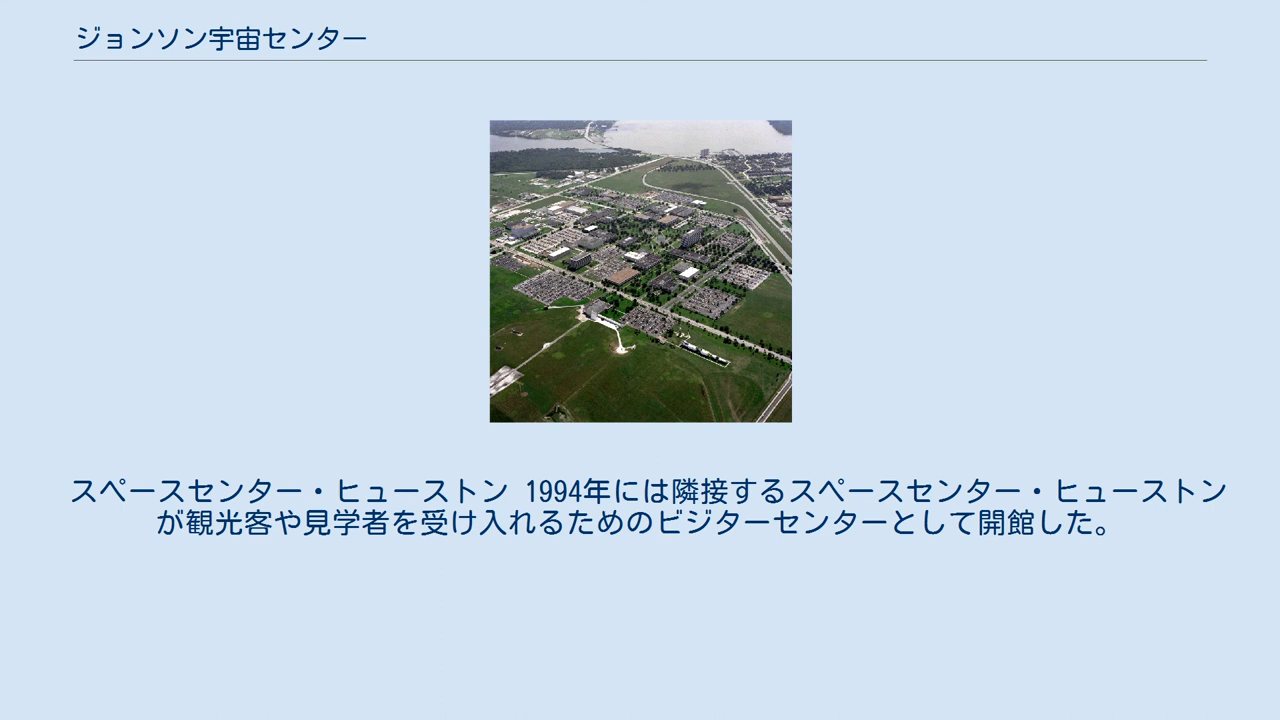 ジョンソン宇宙センター
スペースセンター・ヒューストン 1994年には隣接するスペースセンター・ヒューストン
が観光客や見学者を受け入れるためのビジターセンターとして開館した。